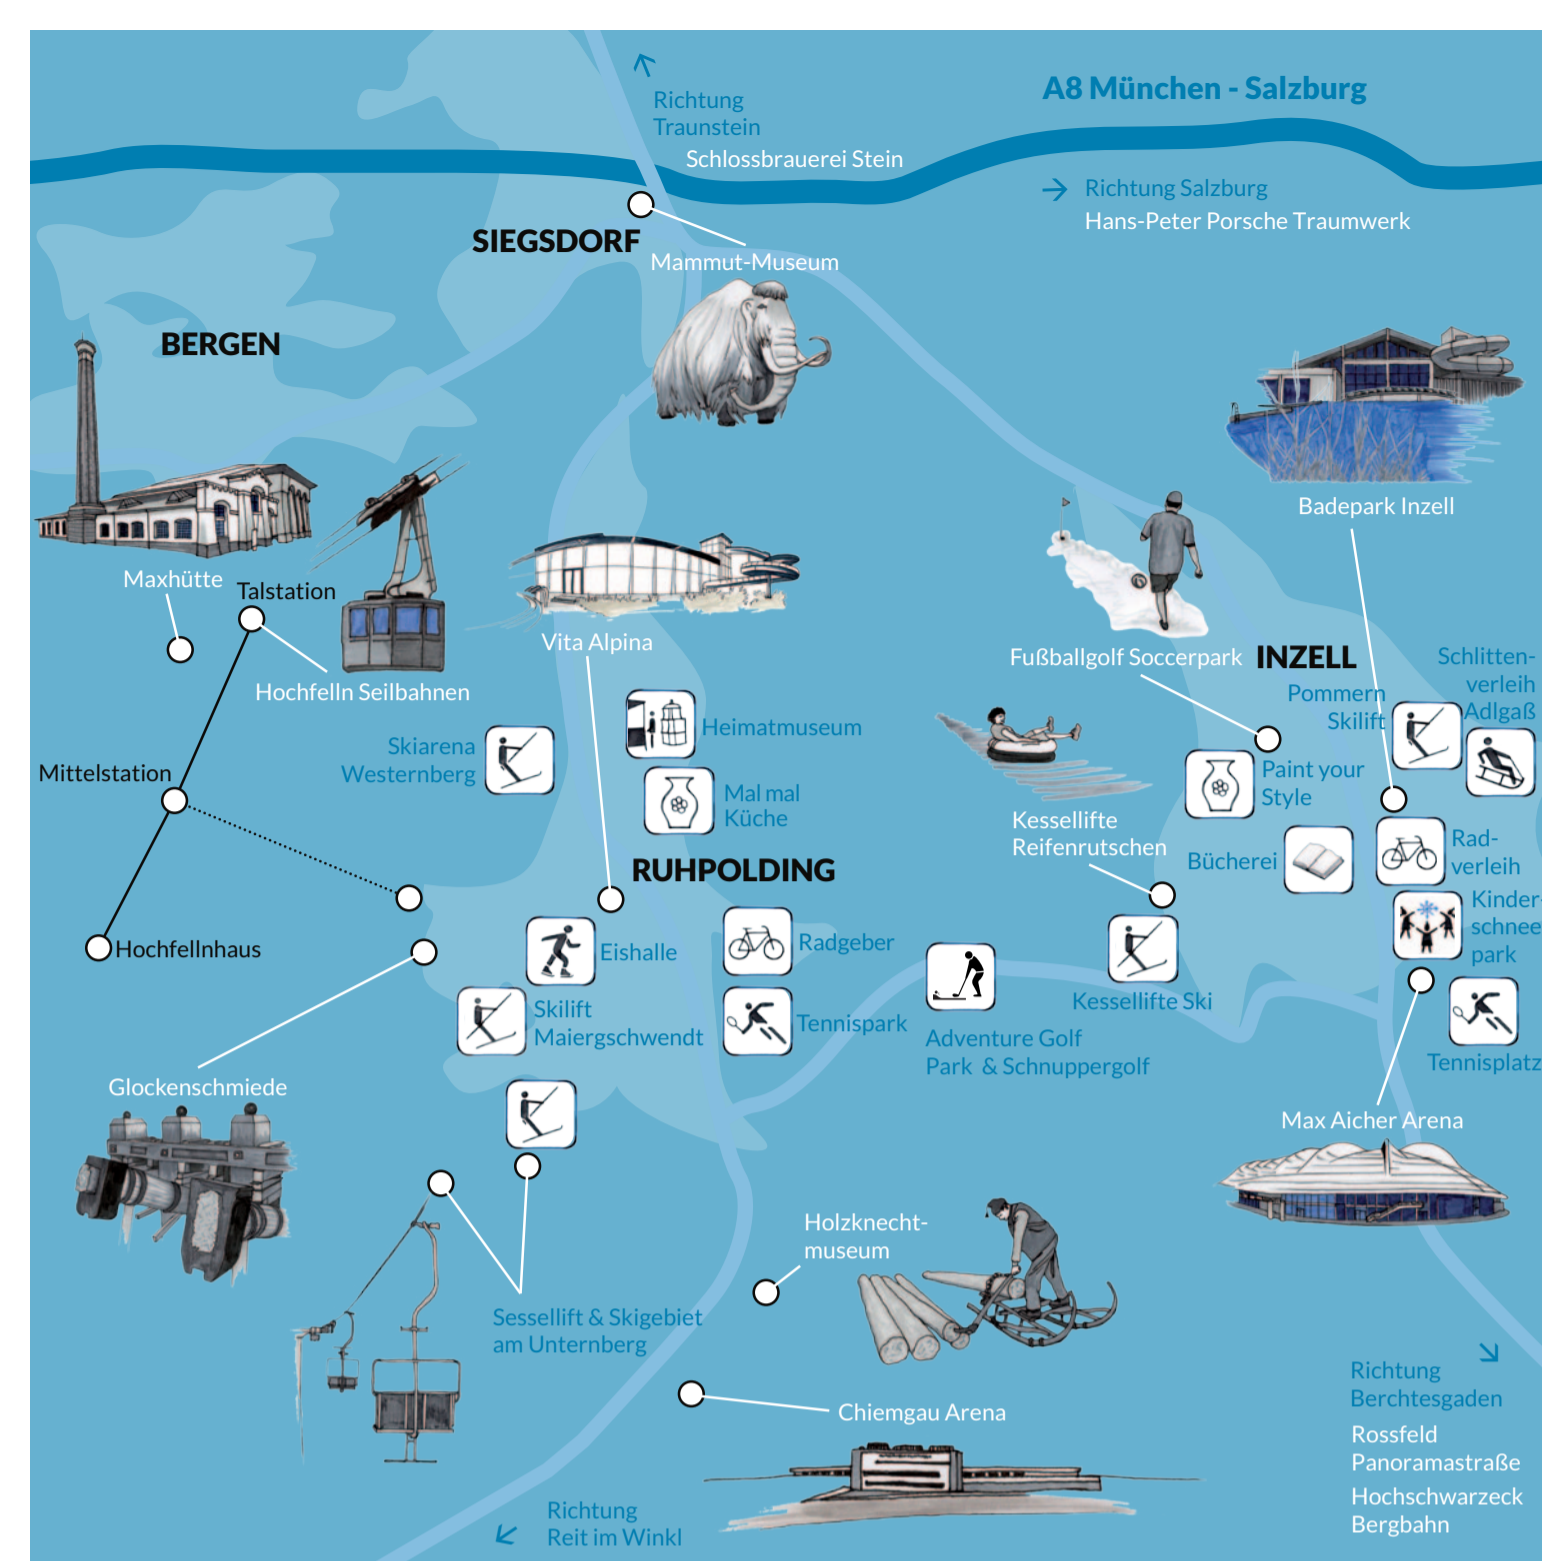 Richtung
Traunstein
Schlossbrauerei Stein
A8 München - Salzburg
Richtung Salzburg
Hans-Peter Porsche Traumwerk
SIEGSDORF
Mammut-Museum
BERGEN
Badepark Inzell
Maxhütte
Talstation
Hochfelln Seilbahnen
Vita Alpina
Fußballgolf Soccerpark
INZELL
Schlitten-
verleih
Adlgaß
Pommern
Skilift
Heimatmuseum
Skiarena
Westernberg
Mittelstation
Mal mal
Küche
Paint your
Style
Kessellifte
Reifenrutschen
Bücherei
Rad-
verleih
RUHPOLDING
Kinder-
schnee
park
Hochfellnhaus
Eishalle
Radgeber
Kessellifte Ski
Skilift
Maiergschwendt
Tennispark
Adventure Golf
Park & Schnuppergolf
Tennisplatz
Glockenschmiede
Max Aicher Arena
Holzknecht-
museum
Sessellift & Skigebiet
am Unternberg
Chiemgau Arena
Richtung
Berchtesgaden
Rossfeld
Panoramastraße
Hochschwarzeck
Bergbahn
Richtung
Reit im Winkl